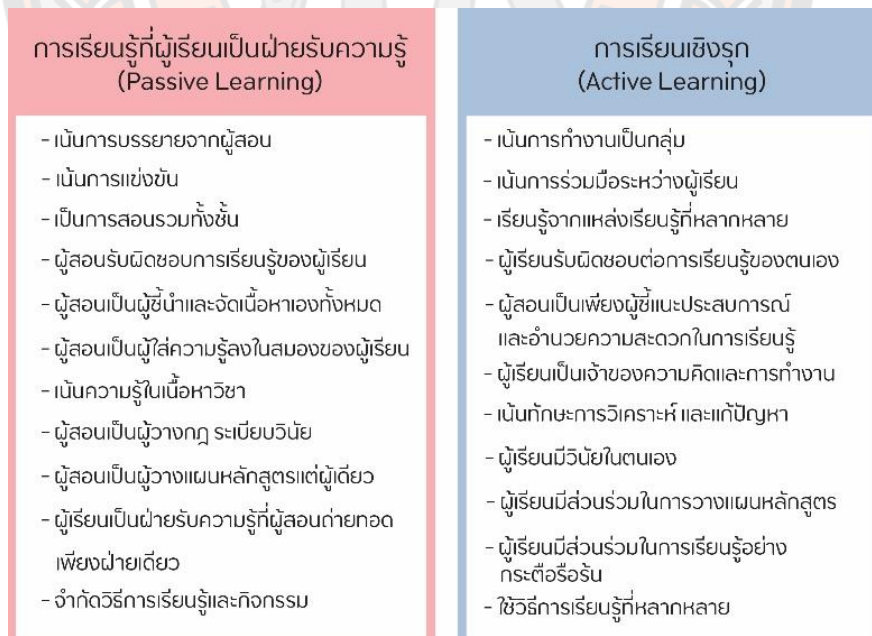 การเรียนรู้ที่ผู้เรียนเป็นฝ่ายรับความรู้
(Passive Learning)
- เน้นการบรรยายจากผู้สอน
- เน้นการแข่งขัน
- เป็นการสอนรวมทั้งชั้น
- ผู้สอนรับผิดชอบการเรียนรู้ของผู้เรียน
- ผู้สอนเป็นผู้ชี้นำและจัดเนื้อหาเองทั้งหมด
- ผู้สอนเป็นผู้ใส่ความรู้ลงในสมองของผู้เรียน
- เน้นความรู้ในเนื้อหาวิชา
- ผู้สอนเป็นผู้วางกฎ ระเบียบวินัย
- ผู้สอนเป็นผู้วางแผนหลักสูตรแต่ผู้เดียว
- ผู้เรียนเป็นฝ่ายรับความรู้ที่ผู้สอนถ่ายทอด
เพียงฝ่ายเดียว
- จำกัดวิธีการเรียนรู้และกิจกรรม
การเรียนเชิงรุก
(Active Learning)
- เน้นการทำงานเป็นกลุ่ม
- เน้นการร่วมมือระหว่างผู้เรียน
- เรียนรู้จากแหล่งเรียนรู้ที่หลากหลาย
- ผู้เรียนรับผิดชอบต่อการเรียนรู้ของตนเอง
- ผู้สอนเป็นเพียงผู้ชี้แนะประสบการณ์
และอำนวยความสะดวกในการเรียนรู้
- ผู้เรียนเป็นเจ้าของความคิดและการทำงาน
- เน้นทักษะการวิเคราะห์ และแก้ปัญหา
- ผู้เรียนมีวินัยในตนเอง
- ผู้เรียนมีส่วนร่วมในการวางแผนหลักสูตร
- ผู้เรียนมีส่วนร่วมในการเรียนรู้อย่าง
กระตือรือร้น
- ใช้วิธีการเรียนรู้ที่หลากหลาย